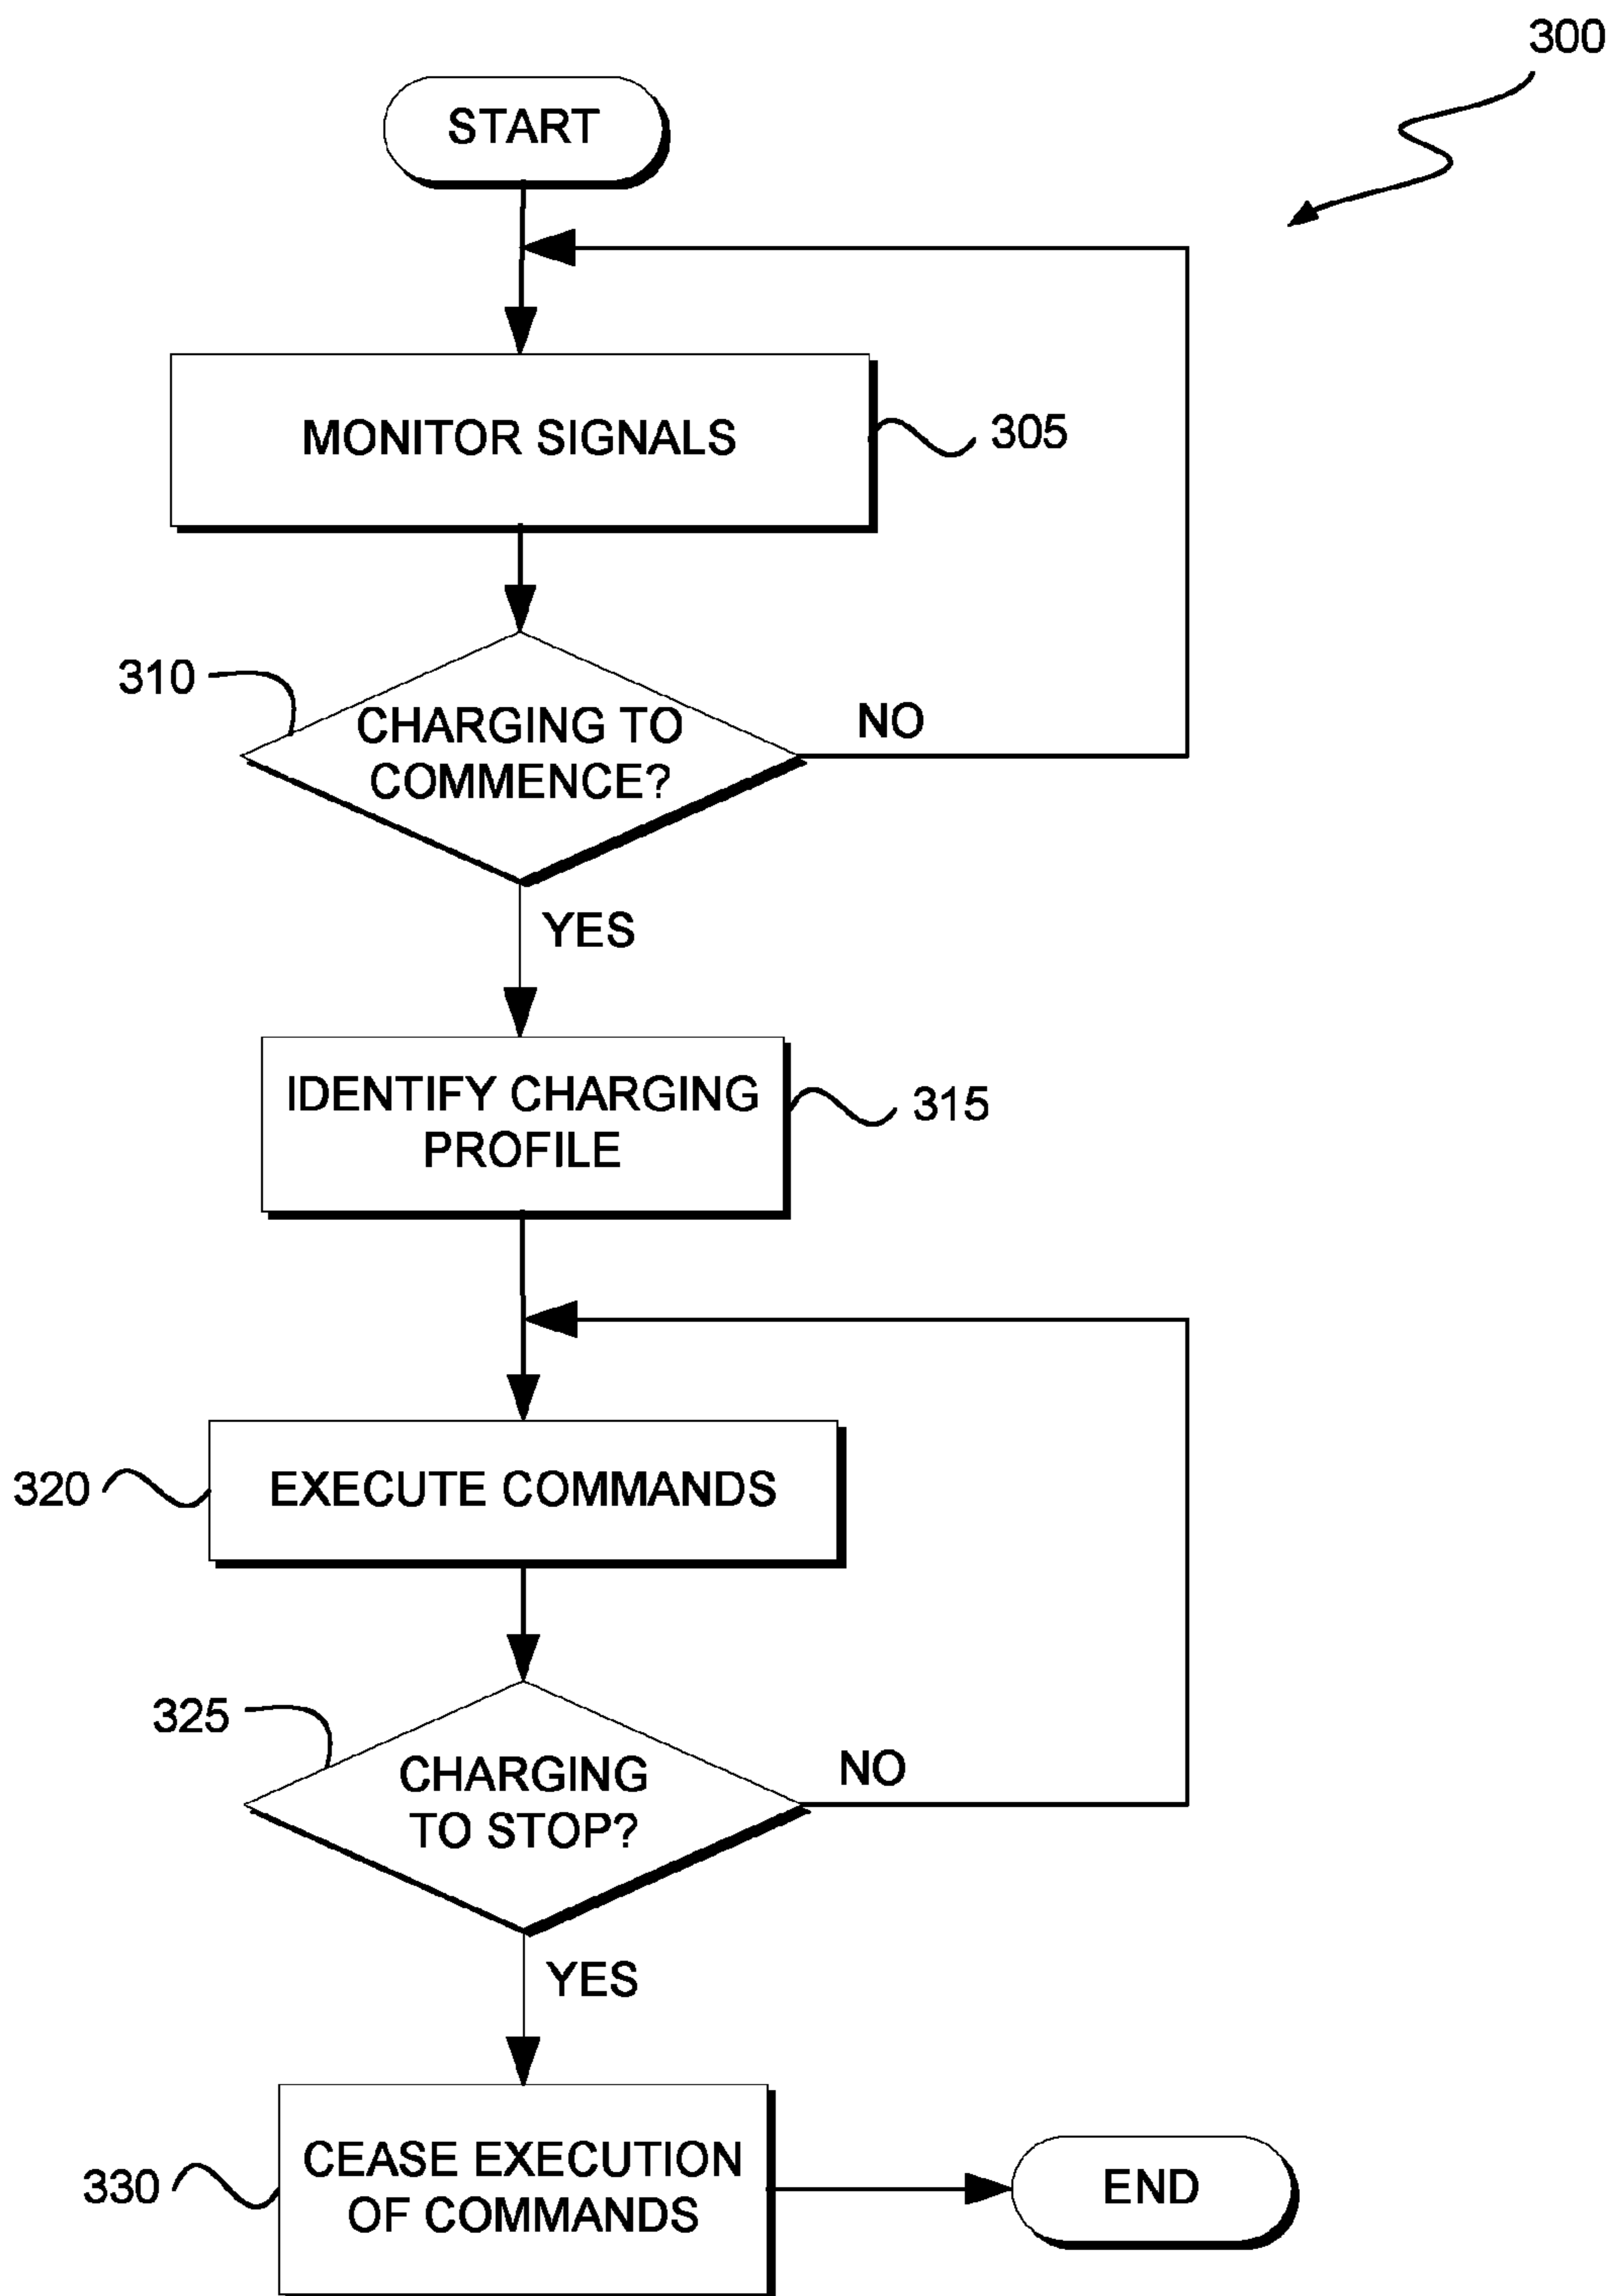 300
START
MONITOR SIGNALS
305
310
CHARGING TO
COMMENCE?
NO
YES
IDENTIFY CHARGING
PROFILE
315
320
EXECUTE COMMANDS
325
CHARGING
TO STOP?
NO
YES
330
CEASE EXECUTION
OF COMMANDS
END